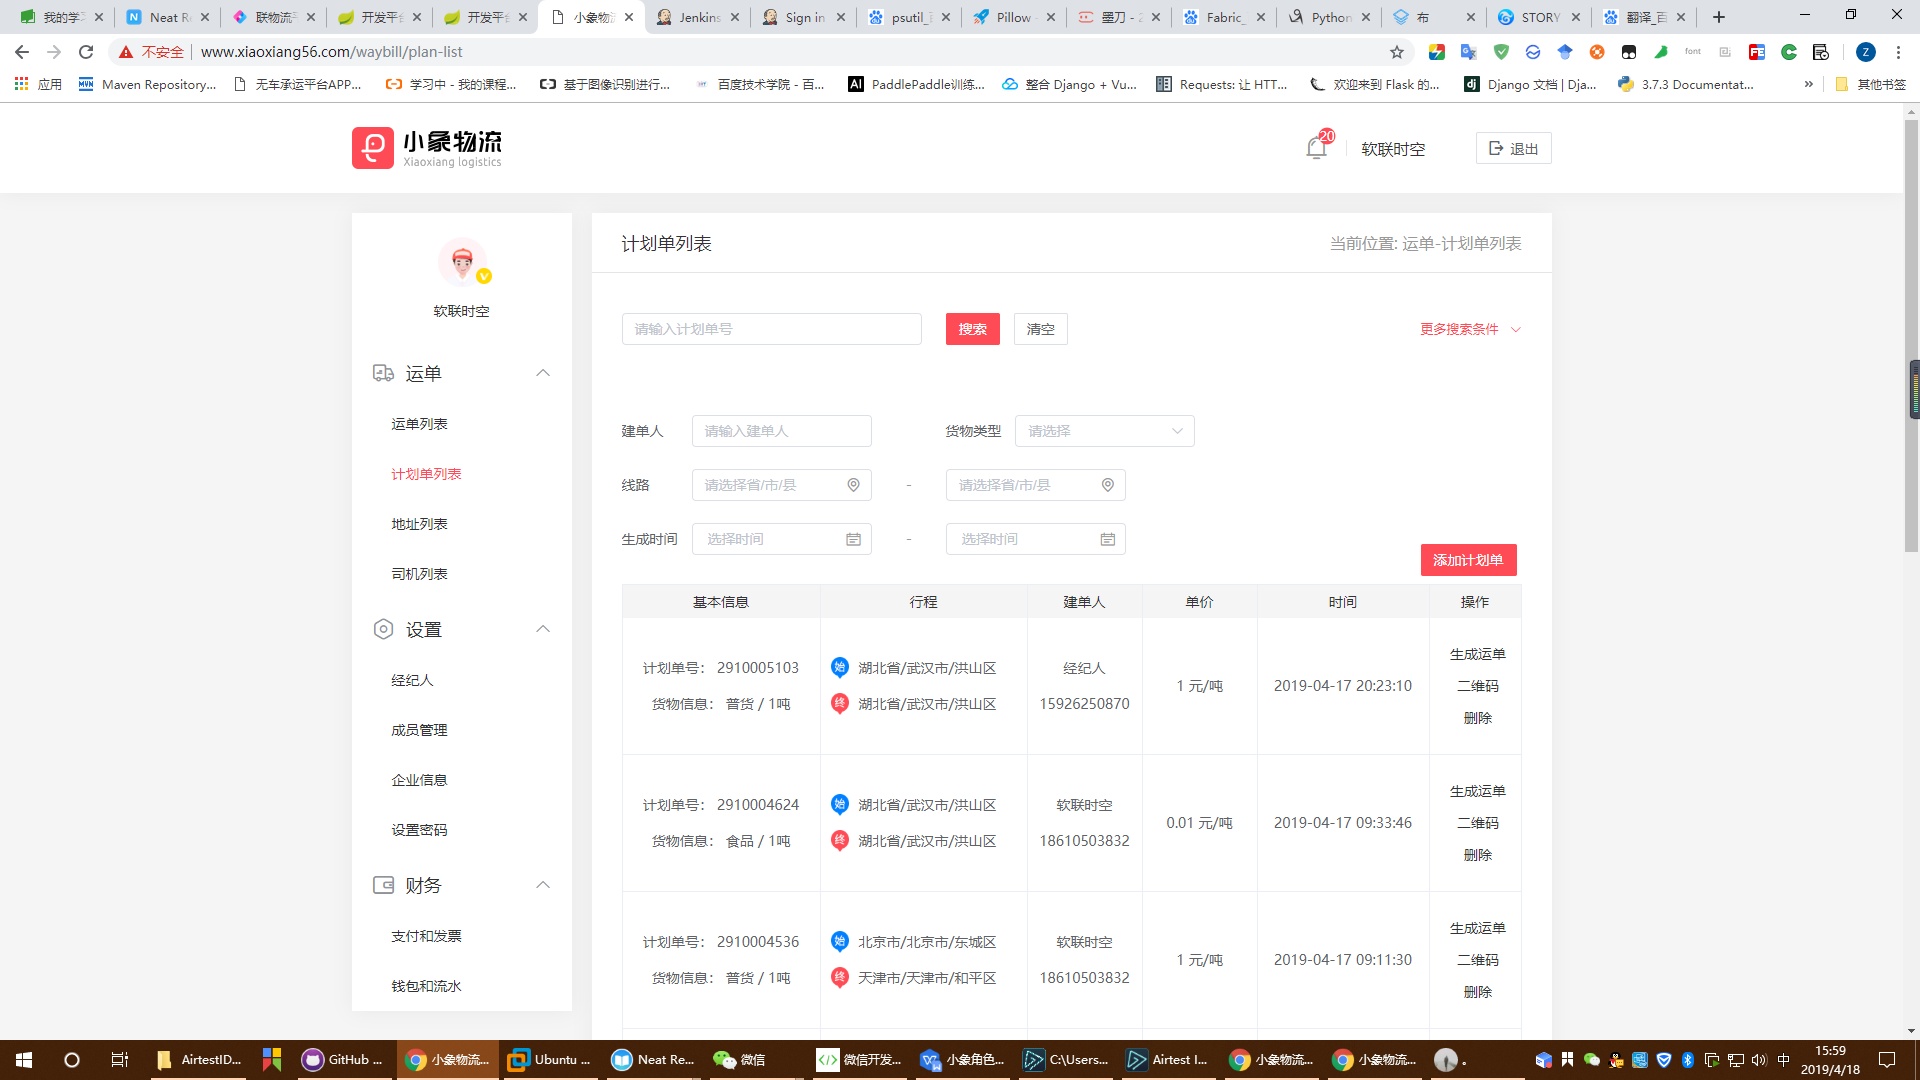 我的学习
Neat R
联物流平
开发平台
开发平台
小象物流
Jenkins
Sign in
psutil_
Pillow
墨刀 - 2
Fabric_
Python
布
STORY
翻译_百
不安全
www.xiaoxiang56.com/waybill/plan-list
font
Z
应用
Maven Repository...
无车承运平台APP...
学习中 - 我的课程...
基于图像识别进行...
百度技术学院 - 百...
PaddlePaddle训练...
整合 Django + Vu...
Requests: 让 HTT...
欢迎来到 Flask 的...
Django 文档 | Dja...
3.7.3 Documentat...
»
其他书签
小象物流
Xiaoxiang logistics
20
软联时空
退出
软联时空
运单
运单列表
计划单列表
地址列表
司机列表
设置
经纪人
成员管理
企业信息
设置密码
财务
支付和发票
钱包和流水
计划单列表
当前位置: 运单-计划单列表
请输入计划单号
搜索
清空
更多搜索条件
建单人
请输入建单人
货物类型
请选择
线路
请选择省/市/县
-
请选择省/市/县
生成时间
选择时间
-
选择时间
添加计划单
基本信息 行程 建单人 单价 时间 操作
计划单号： 2910005103
货物信息： 普货 / 1吨
始 湖北省/武汉市/洪山区
终 湖北省/武汉市/洪山区
经纪人
15926250870
1 元/吨
2019-04-17 20:23:10
生成运单
二维码
删除
计划单号： 2910004624
货物信息： 食品 / 1吨
始 湖北省/武汉市/洪山区
终 湖北省/武汉市/洪山区
软联时空
18610503832
0.01 元/吨
2019-04-17 09:33:46
生成运单
二维码
删除
计划单号： 2910004536
货物信息： 普货 / 1吨
始 北京市/北京市/东城区
终 天津市/天津市/和平区
软联时空
18610503832
1 元/吨
2019-04-17 09:11:30
生成运单
二维码
删除
AirtestID...
GitHub ...
小象物流...
Ubuntu ...
Neat Re...
微信
微信开发...
小象角色...
C:\Users...
Airtest I...
小象物流...
小象物流...
中
15:59
2019/4/18